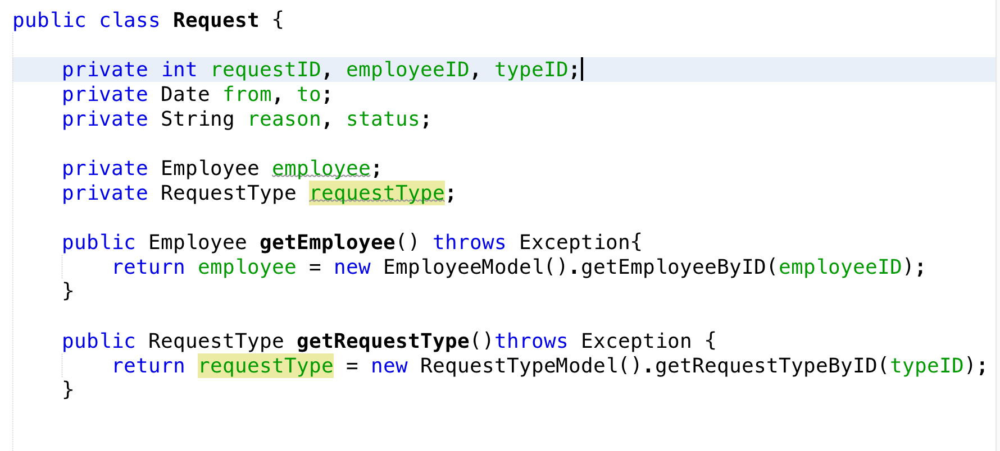 public class Request {
private int requestID, employeeID, typeID;
private Date from, to;
private String reason, status;
private Employee employee;
private RequestType requestType;
public Employee getEmployee() throws Exception{
return employee = new EmployeeModel().getEmployeeByID(employeeID);
}
public RequestType getRequestType()throws Exception {
return requestType = new RequestTypeModel().getRequestTypeByID(typeID);
}